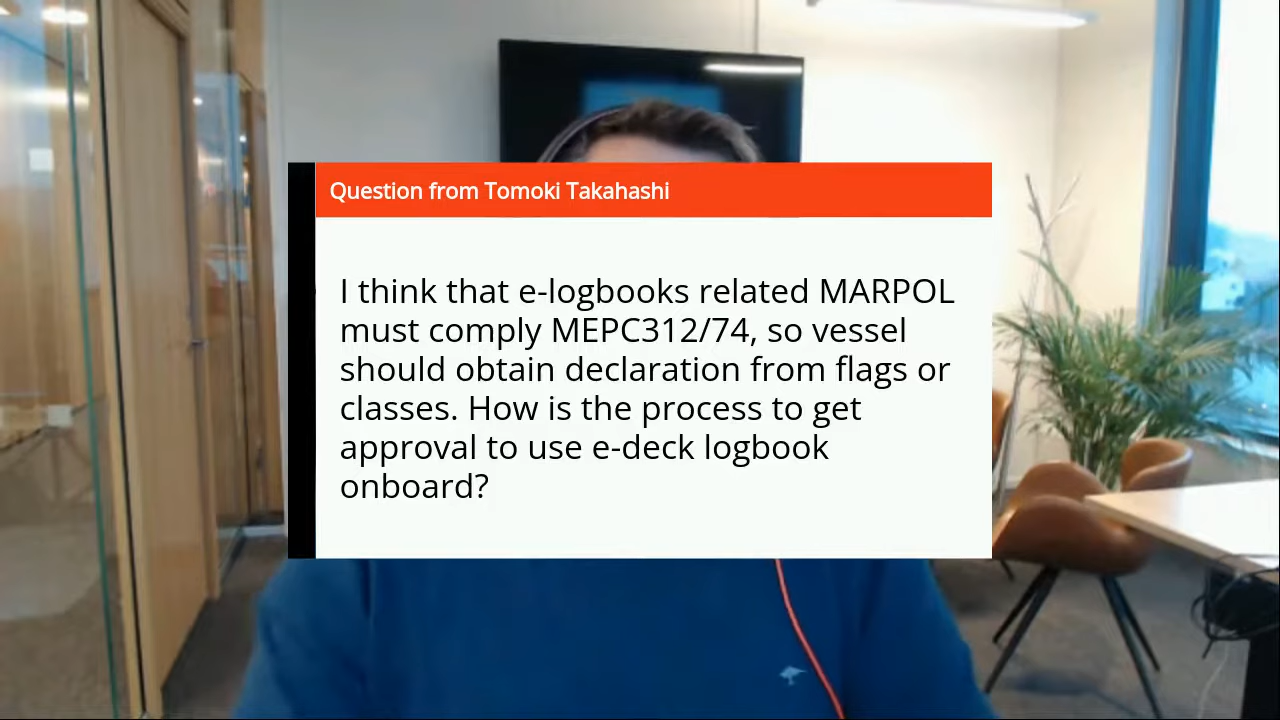 Question from Tomoki Takahashi
I think that e-logbooks related MARPOL
must comply MEPC312/74, so vessel
should obtain declaration from flags or
classes. How is the process to get
approval to use e-deck logbook
onboard?